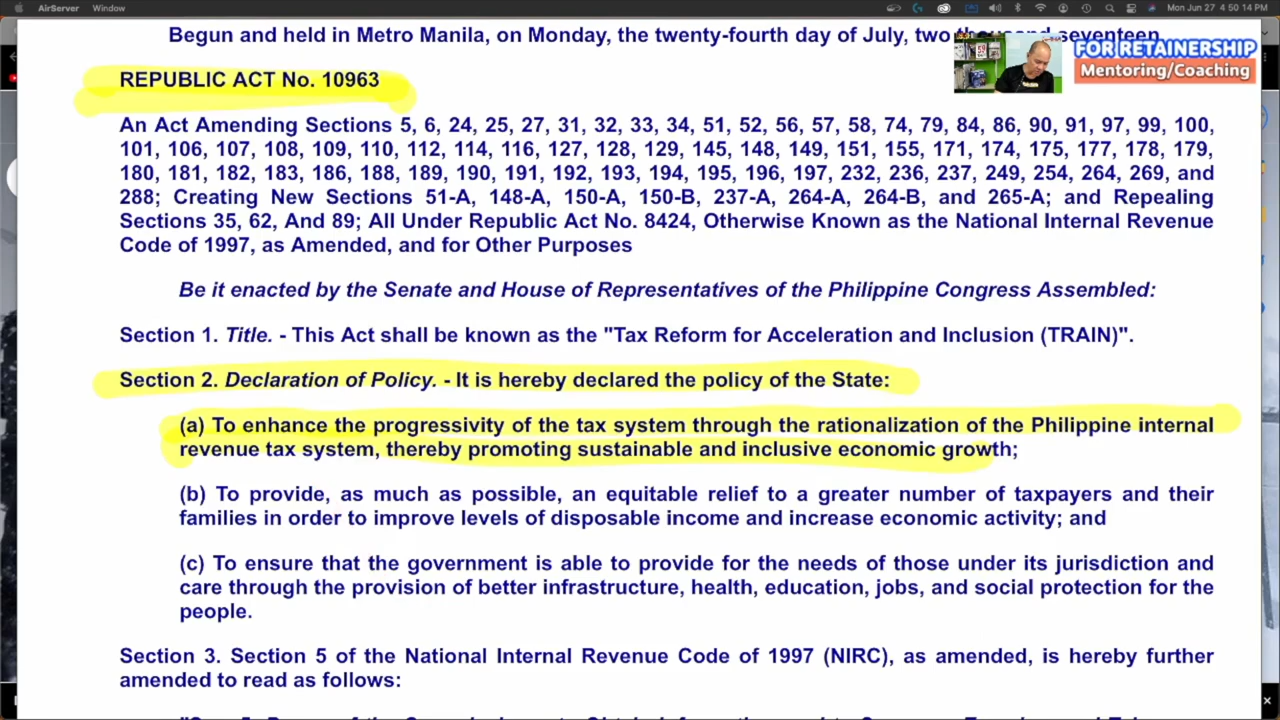 AirServer Window Mon Jun 27 4 50 14 PM
Begun and held in Metro Manila, on Monday, the twenty-fourth day of July, two thousand seventeen
FOR RETAINERSHIP
Mentoring/Coaching
REPUBLIC ACT No. 10963
An Act Amending Sections 5, 6, 24, 25, 27, 31, 32, 33, 34, 51, 52, 56, 57, 58, 74, 79, 84, 86, 90, 91, 97, 99, 100,
101, 106, 107, 108, 109, 110, 112, 114, 116, 127, 128, 129, 145, 148, 149, 151, 155, 171, 174, 175, 177, 178, 179,
180, 181, 182, 183, 186, 188, 189, 190, 191, 192, 193, 194, 195, 196, 197, 232, 236, 237, 249, 254, 264, 269, and
288; Creating New Sections 51-A, 148-A, 150-A, 150-B, 237-A, 264-A, 264-B, and 265-A; and Repealing
Sections 35, 62, And 89; All Under Republic Act No. 8424, Otherwise Known as the National Internal Revenue
Code of 1997, as Amended, and for Other Purposes
Be it enacted by the Senate and House of Representatives of the Philippine Congress Assembled:
Section 1. Title. - This Act shall be known as the "Tax Reform for Acceleration and Inclusion (TRAIN)".
Section 2. Declaration of Policy. - It is hereby declared the policy of the State:
(a) To enhance the progressivity of the tax system through the rationalization of the Philippine internal
revenue tax system, thereby promoting sustainable and inclusive economic growth;
(b) To provide, as much as possible, an equitable relief to a greater number of taxpayers and their
families in order to improve levels of disposable income and increase economic activity; and
(c) To ensure that the government is able to provide for the needs of those under its jurisdiction and
care through the provision of better infrastructure, health, education, jobs, and social protection for the
people.
Section 3. Section 5 of the National Internal Revenue Code of 1997 (NIRC), as amended, is hereby further
amended to read as follows: